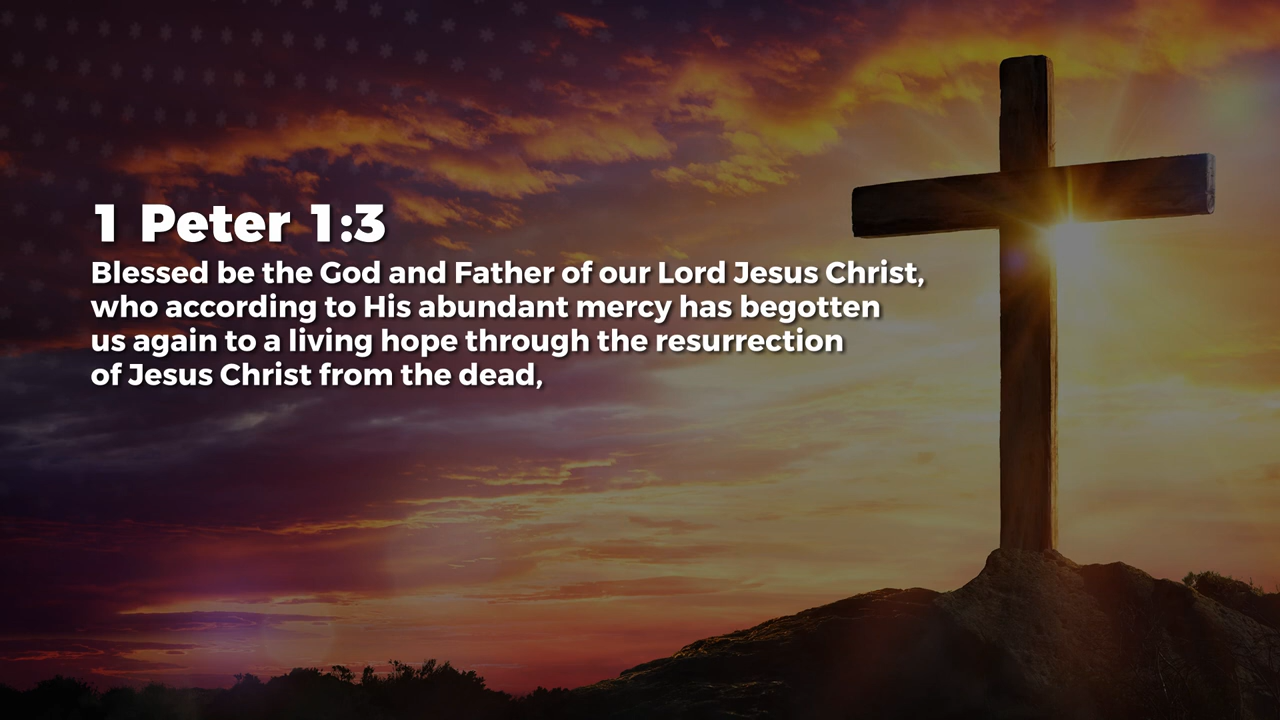 1 Peter 1:3
Blessed be the God and Father of our Lord Jesus Christ,
who according to His abundant mercy has begotten
us again to a living hope through the resurrection
of Jesus Christ from the dead,